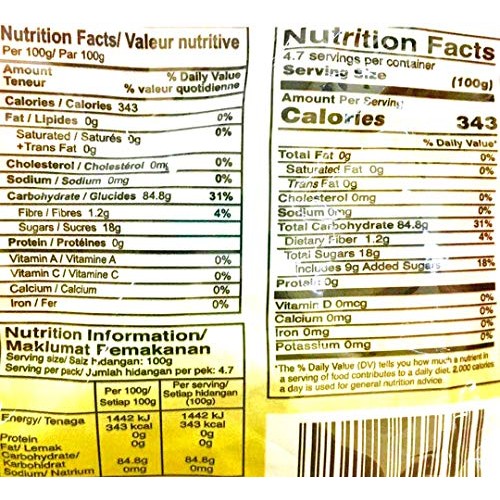 Nutrition Facts/ Valeur nutritive
Per 100g/ Par 100g
Amount % Daily Value
Teneur % valeur quotidienne
Calories / Calories 343
Fat / Lipides 0g 0%
Saturated / Saturés 0g 0%
+Trans Fat 0g
Cholesterol / Cholestérol 0mg 0%
Sodium / Sodium 0mg 0%
Carbohydrate / Glucides 84.8g 31%
Fibre / Fibres 1.2g 4%
Sugars / Sucres 18g
Protein / Protéines 0g
Vitamin A / Vitamine A 0%
Vitamin C / Vitamine C 0%
Calcium / Calcium 0%
Iron / Fer 0%
Nutrition Information/
Maklumat Pemakanan
Serving size/ Saiz hidangan: 100g
Serving per pack/ Jumlah hidangan per pek: 4.7
Per 100g/ Per serving/
Setiap 100g Setiap hidangan
(100g)
Energy/ Tenaga 1442 kJ 1442 kJ
343 kcal 343 kcal
Protein 0g 0g
Fat/ Lemak 0g 0g
Carbohydrate/
Karbohidrat 84.8g 84.8g
Sodium/ Natrium 0mg 0mg
Nutrition Facts
4.7 servings per container
Serving size (100g)
Amount Per Serving
Calories 343
% Daily Value*
Total Fat 0g 0%
Saturated Fat 0g 0%
Trans Fat 0g
Cholesterol 0mg 0%
Sodium 0mg 0%
Total Carbohydrate 84.8g 31%
Dietary Fiber 1.2g 4%
Total Sugars 18g
Includes 9g Added Sugars 18%
Protein 0g
Vitamin D 0mcg 0%
Calcium 0mg 0%
Iron 0mg 0%
Potassium 0mg 0%
*The % Daily Value (DV) tells you how much a nutrient in
a serving of food contributes to a daily diet. 2,000 calories
a day is used for general nutrition advice.